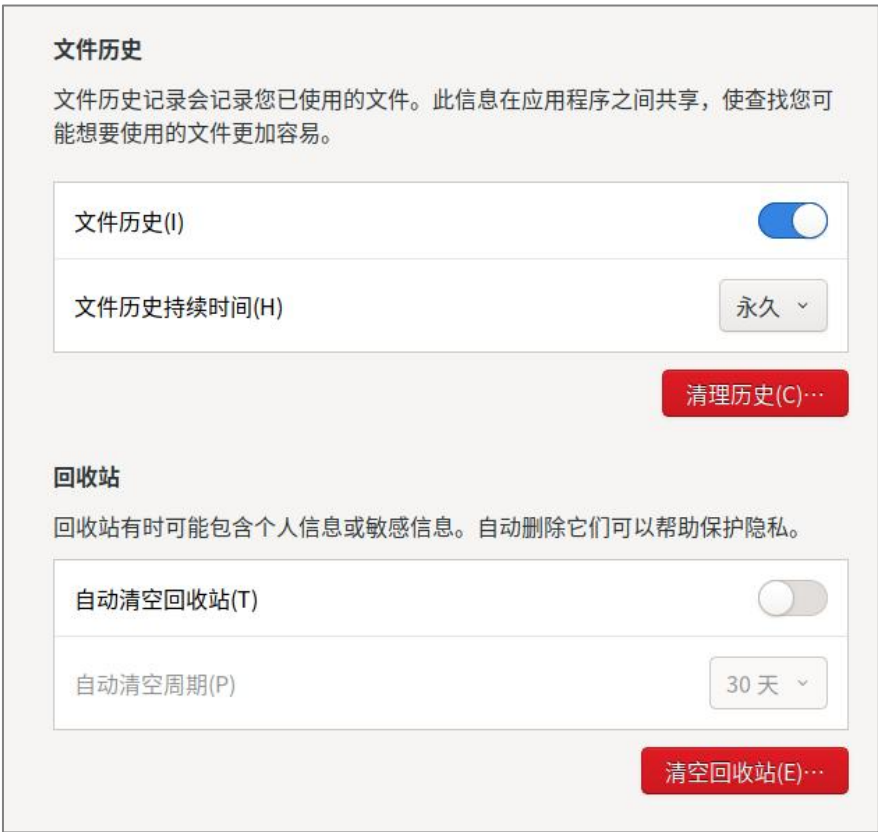 文件历史
文件历史记录会记录您已使用的文件。此信息在应用程序之间共享，使查找您可
能想要使用的文件更加容易。
文件历史(I)
文件历史持续时间(H)
永久
清理历史(C)…
回收站
回收站有时可能包含个人信息或敏感信息。自动删除它们可以帮助保护隐私。
自动清空回收站(T)
自动清空周期(P)
30 天
清空回收站(E)…